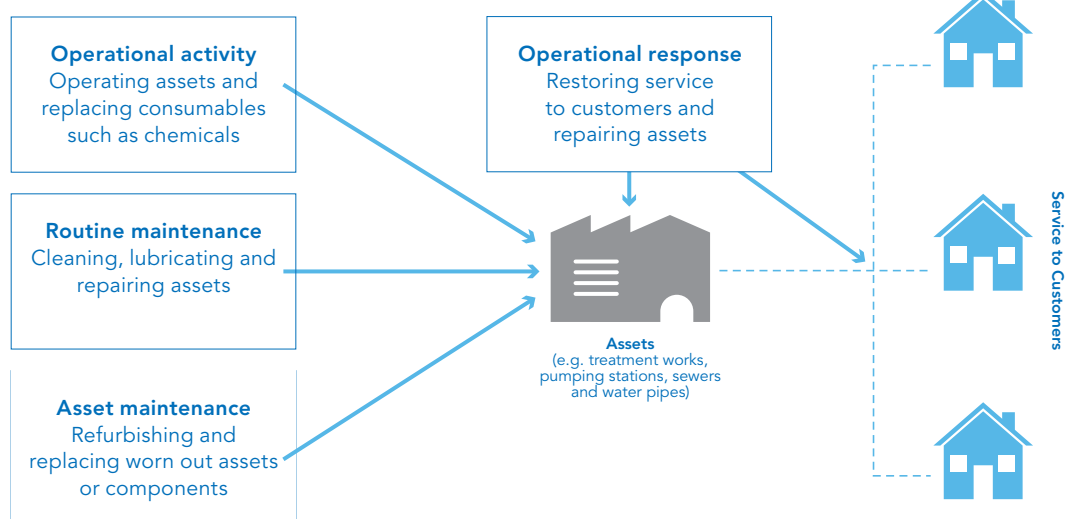 Operational activity
Operating assets and
replacing consumables
such as chemicals
Operational response
Restoring service
to customers and
repairing assets
Routine maintenance
Cleaning, lubricating and
repairing assets
Asset maintenance
Refurbishing and
replacing worn out assets
or components
Assets
(e.g. treatment works,
pumping stations, sewers
and water pipes)
Service to Customers